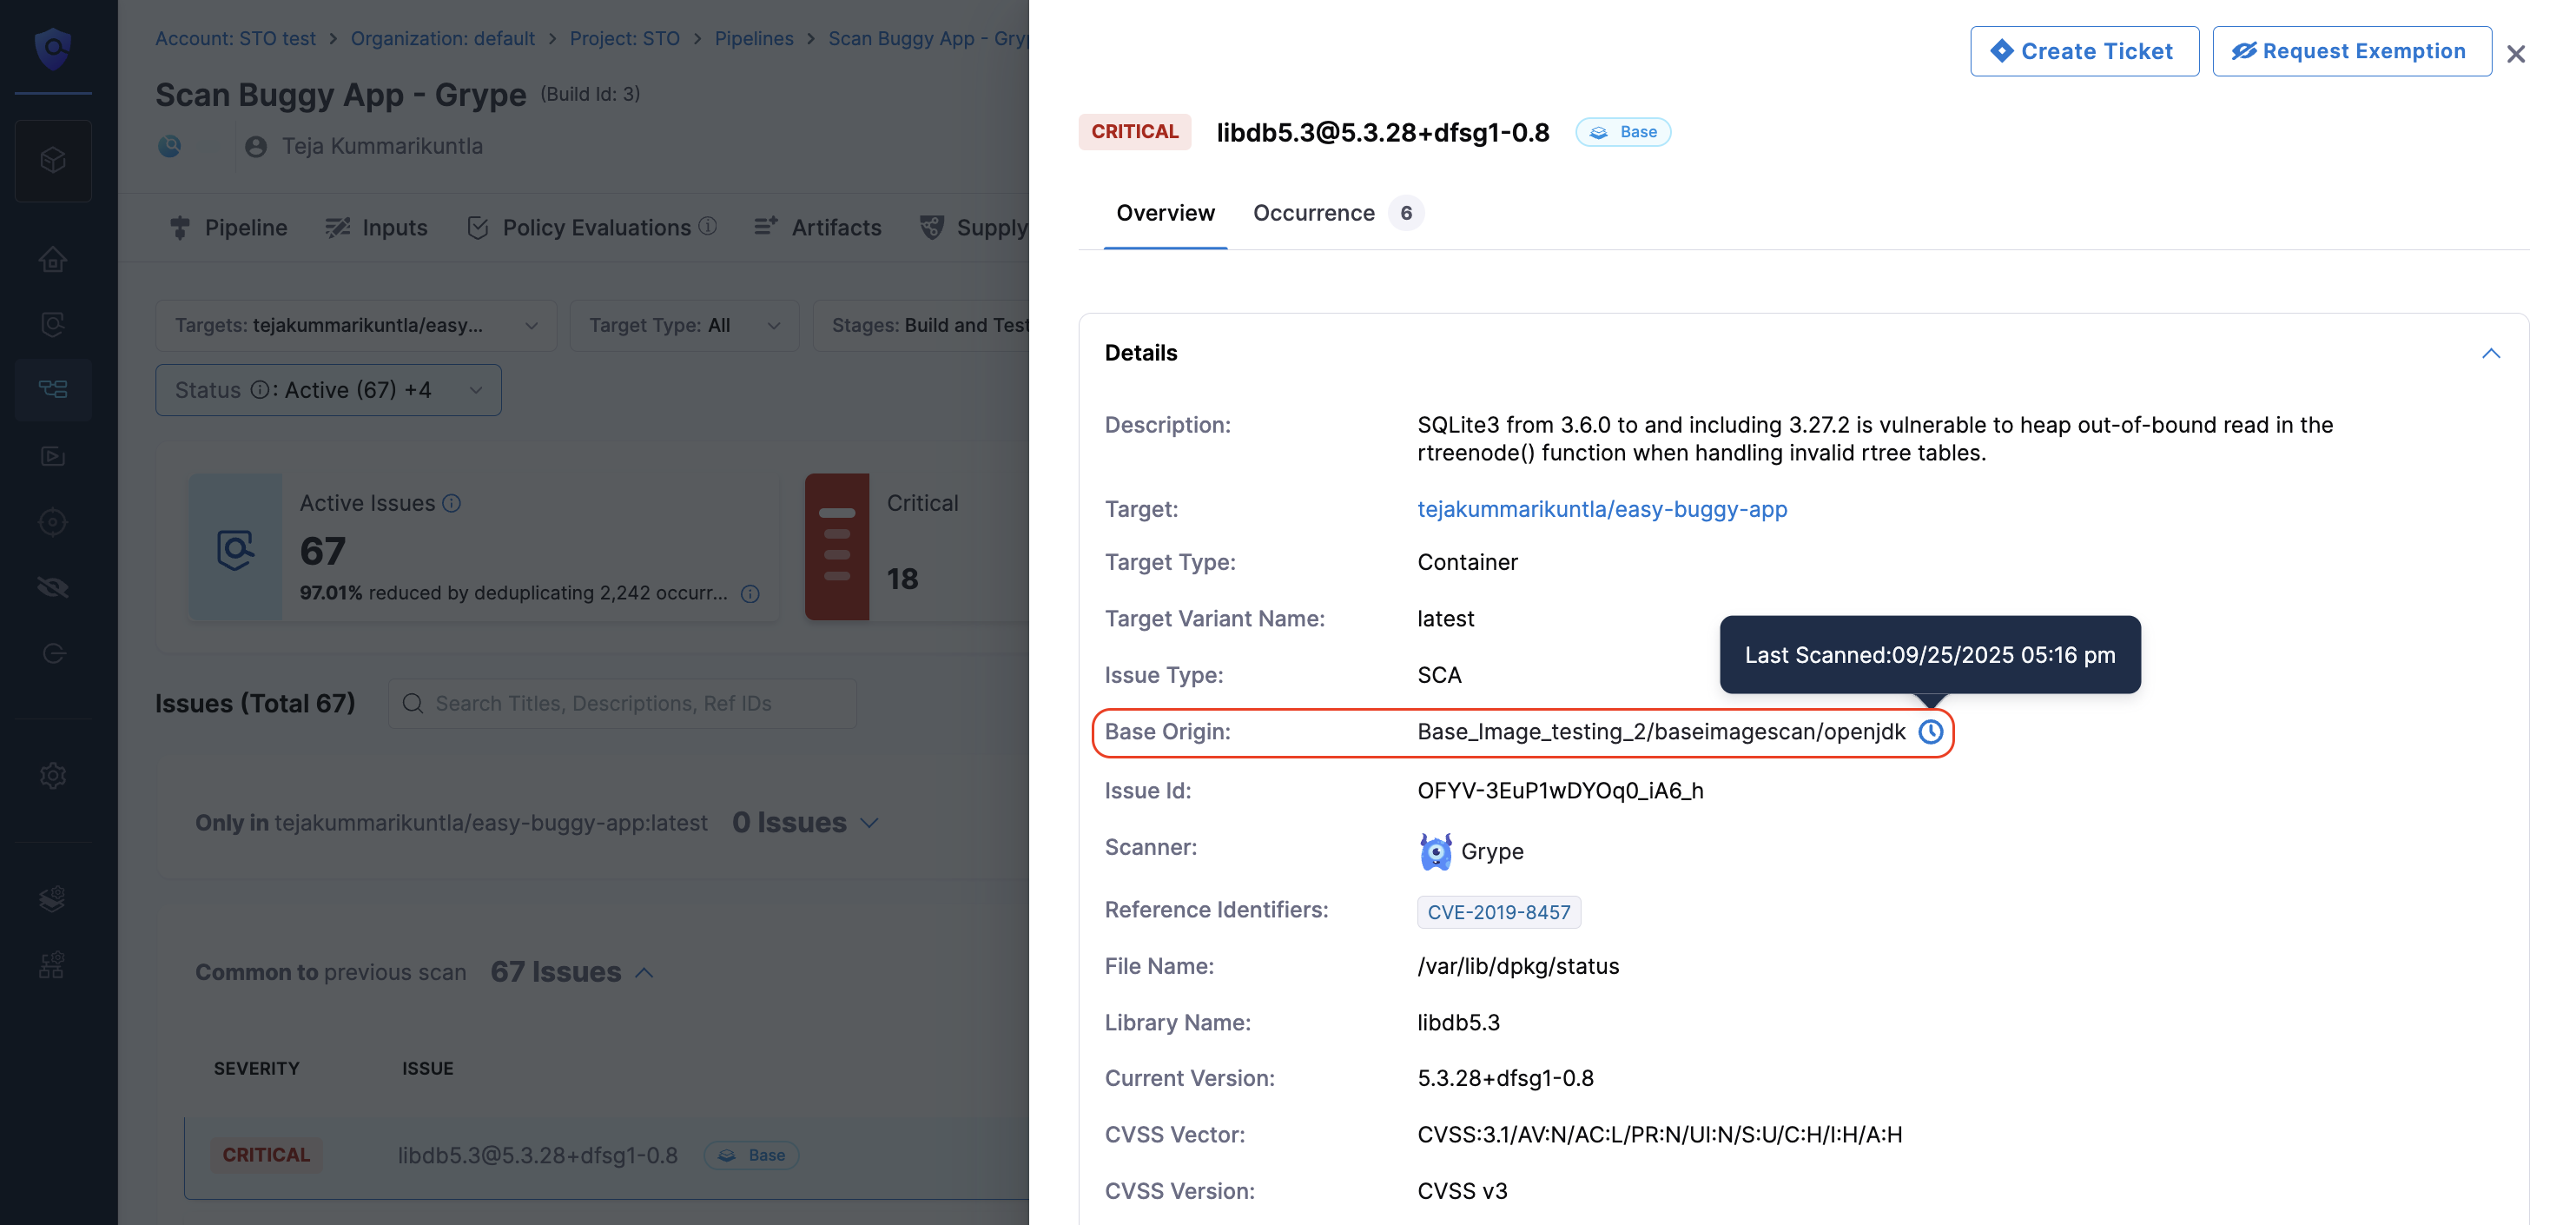 Account: STO test > Organization: default > Project: STO > Pipelines > Scan Buggy App - Gryp
Scan Buggy App - Grype (Build Id: 3)
Teja Kummarikuntla
Pipeline Inputs Policy Evaluations Artifacts Supply
Targets: tejakummarikuntla/easy... Target Type: All Stages: Build and Test
Status : Active (67) +4
Active Issues
67
97.01% reduced by deduplicating 2,242 occurr...
Critical
18
Issues (Total 67) Search Titles, Descriptions, Ref IDs
Only in tejakummarikuntla/easy-buggy-app:latest 0 Issues
Common to previous scan 67 Issues
SEVERITY ISSUE
CRITICAL libdb5.3@5.3.28+dfsg1-0.8 Base
Create Ticket Request Exemption
CRITICAL libdb5.3@5.3.28+dfsg1-0.8 Base
Overview Occurrence 6
Details
Description: SQLite3 from 3.6.0 to and including 3.27.2 is vulnerable to heap out-of-bound read in the
rtreenode() function when handling invalid rtree tables.
Target: tejakummarikuntla/easy-buggy-app
Target Type: Container
Target Variant Name: latest
Last Scanned:09/25/2025 05:16 pm
Issue Type: SCA
Base Origin: Base_Image_testing_2/baseimagescan/openjdk
Issue Id: OFYV-3EuP1wDYOq0_iA6_h
Scanner: Grype
Reference Identifiers: CVE-2019-8457
File Name: /var/lib/dpkg/status
Library Name: libdb5.3
Current Version: 5.3.28+dfsg1-0.8
CVSS Vector: CVSS:3.1/AV:N/AC:L/PR:N/UI:N/S:U/C:H/I:H/A:H
CVSS Version: CVSS v3